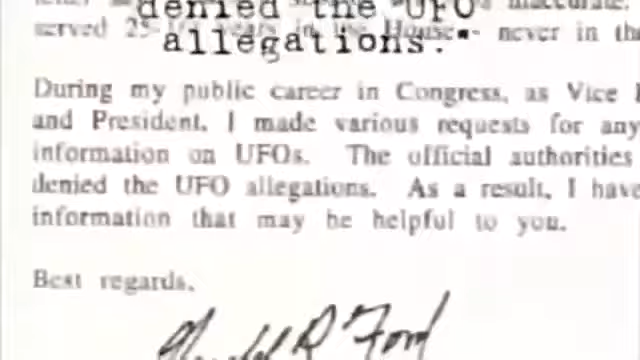 denied the UFO
served 25 years in the House - never in the
allegations."
During my public career in Congress, as Vice
and President, I made various requests for any
information on UFOs. The official authorities
denied the UFO allegations. As a result, I have
information that may be helpful to you.
Best regards,
Gerald R Ford